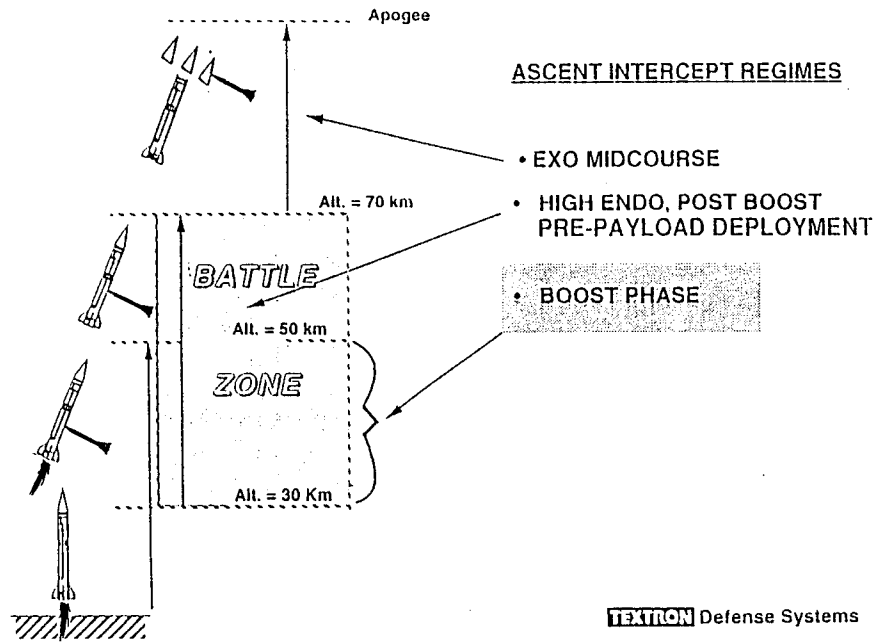 Apogee
ASCENT INTERCEPT REGIMES
• EXO MIDCOURSE
Alt. = 70 km
• HIGH ENDO, POST BOOST
PRE-PAYLOAD DEPLOYMENT
BATTLE
• BOOST PHASE
Alt. = 50 km
ZONE
Alt. = 30 Km
TEXTRON Defense Systems